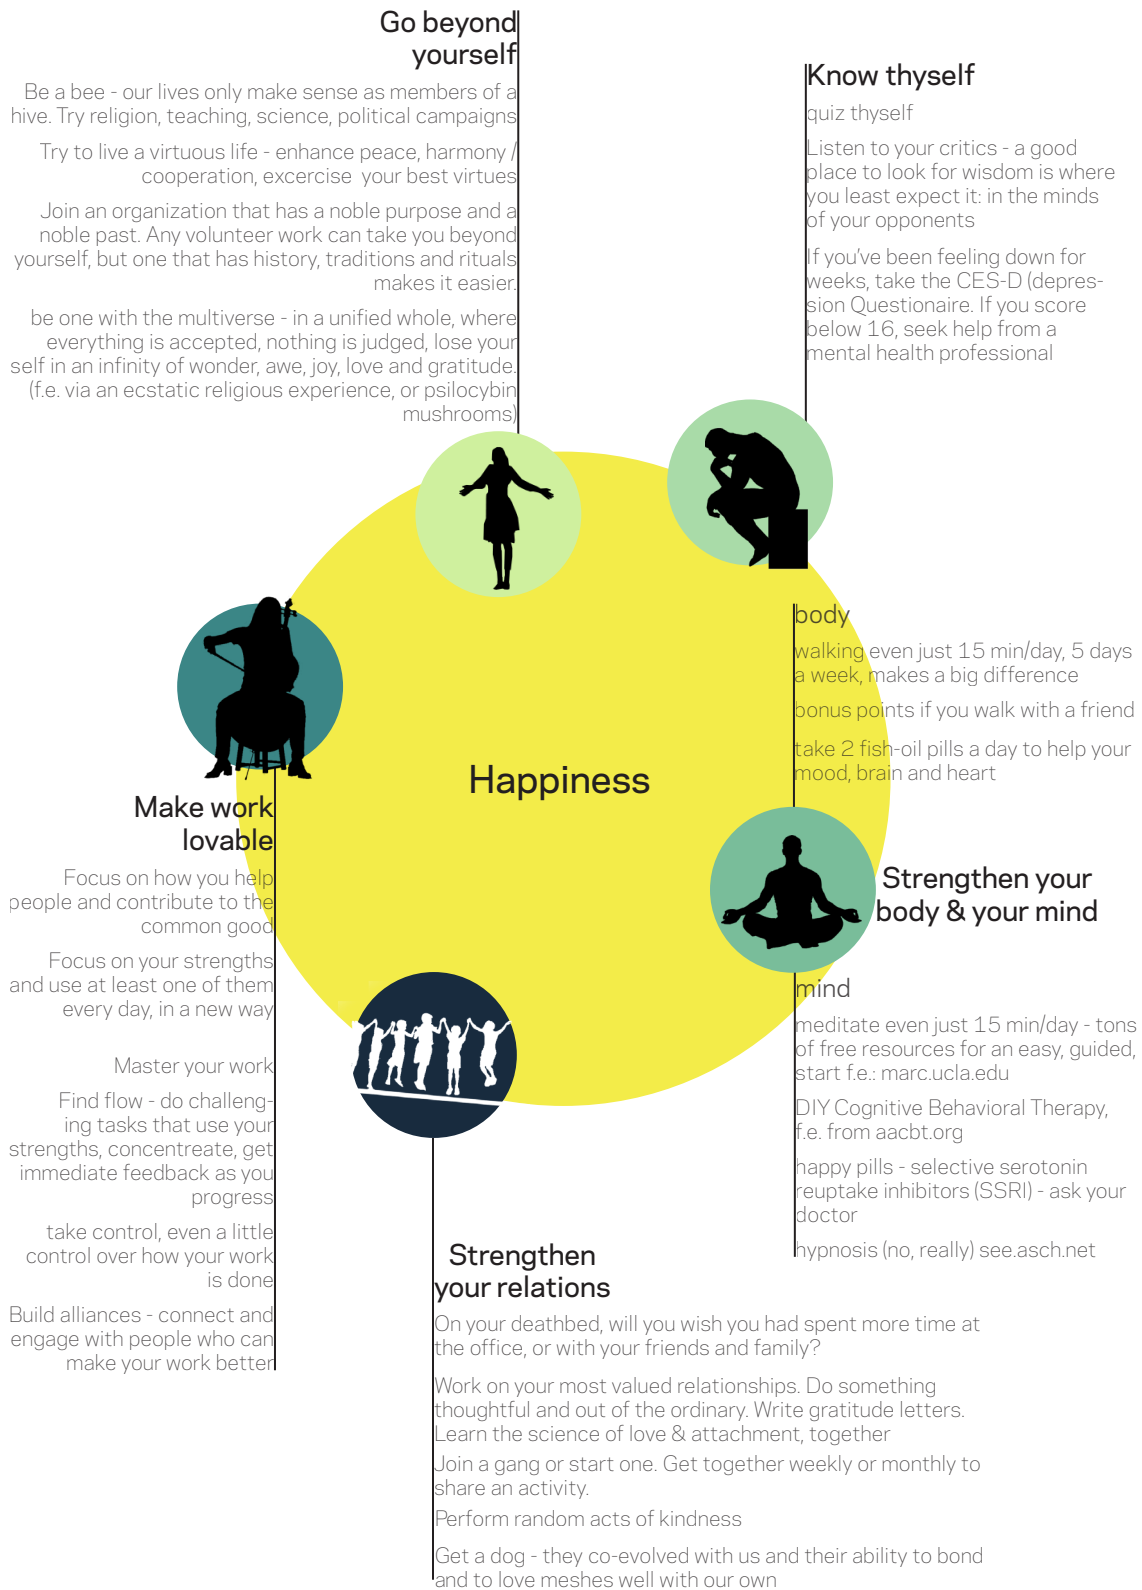 Go beyond
yourself
Be a bee - our lives only make sense as members of a
hive. Try religion, teaching, science, political campaigns
Try to live a virtuous life - enhance peace, harmony /
cooperation, excercise your best virtues
Join an organization that has a noble purpose and a
noble past. Any volunteer work can take you beyond
yourself, but one that has history, traditions and rituals
makes it easier.
be one with the multiverse - in a unified whole, where
everything is accepted, nothing is judged, lose your
self in an infinity of wonder, awe, joy, love and gratitude.
(f.e. via an ecstatic religious experience, or psilocybin
mushrooms)
Know thyself
quiz thyself
Listen to your critics - a good
place to look for wisdom is where
you least expect it: in the minds
of your opponents
If you've been feeling down for
weeks, take the CES-D (depres-
sion Questionaire. If you score
below 16, seek help from a
mental health professional
body
walking even just 15 min/day, 5 days
a week, makes a big difference
bonus points if you walk with a friend
take 2 fish-oil pills a day to help your
mood, brain and heart
Happiness
Strengthen your
body & your mind
mind
meditate even just 15 min/day - tons
of free resources for an easy, guided,
start f.e.: marc.ucla.edu
DIY Cognitive Behavioral Therapy,
f.e. from aacbt.org
happy pills - selective serotonin
reuptake inhibitors (SSRI) - ask your
doctor
hypnosis (no, really) see.asch.net
Make work
lovable
Focus on how you help
people and contribute to the
common good
Focus on your strengths
and use at least one of them
every day, in a new way
Master your work
Find flow - do challeng-
ing tasks that use your
strengths, concentreate, get
immediate feedback as you
progress
take control, even a little
control over how your work
is done
Build alliances - connect and
engage with people who can
make your work better
Strengthen
your relations
On your deathbed, will you wish you had spent more time at
the office, or with your friends and family?
Work on your most valued relationships. Do something
thoughtful and out of the ordinary. Write gratitude letters.
Learn the science of love & attachment, together
Join a gang or start one. Get together weekly or monthly to
share an activity.
Perform random acts of kindness
Get a dog - they co-evolved with us and their ability to bond
and to love meshes well with our own